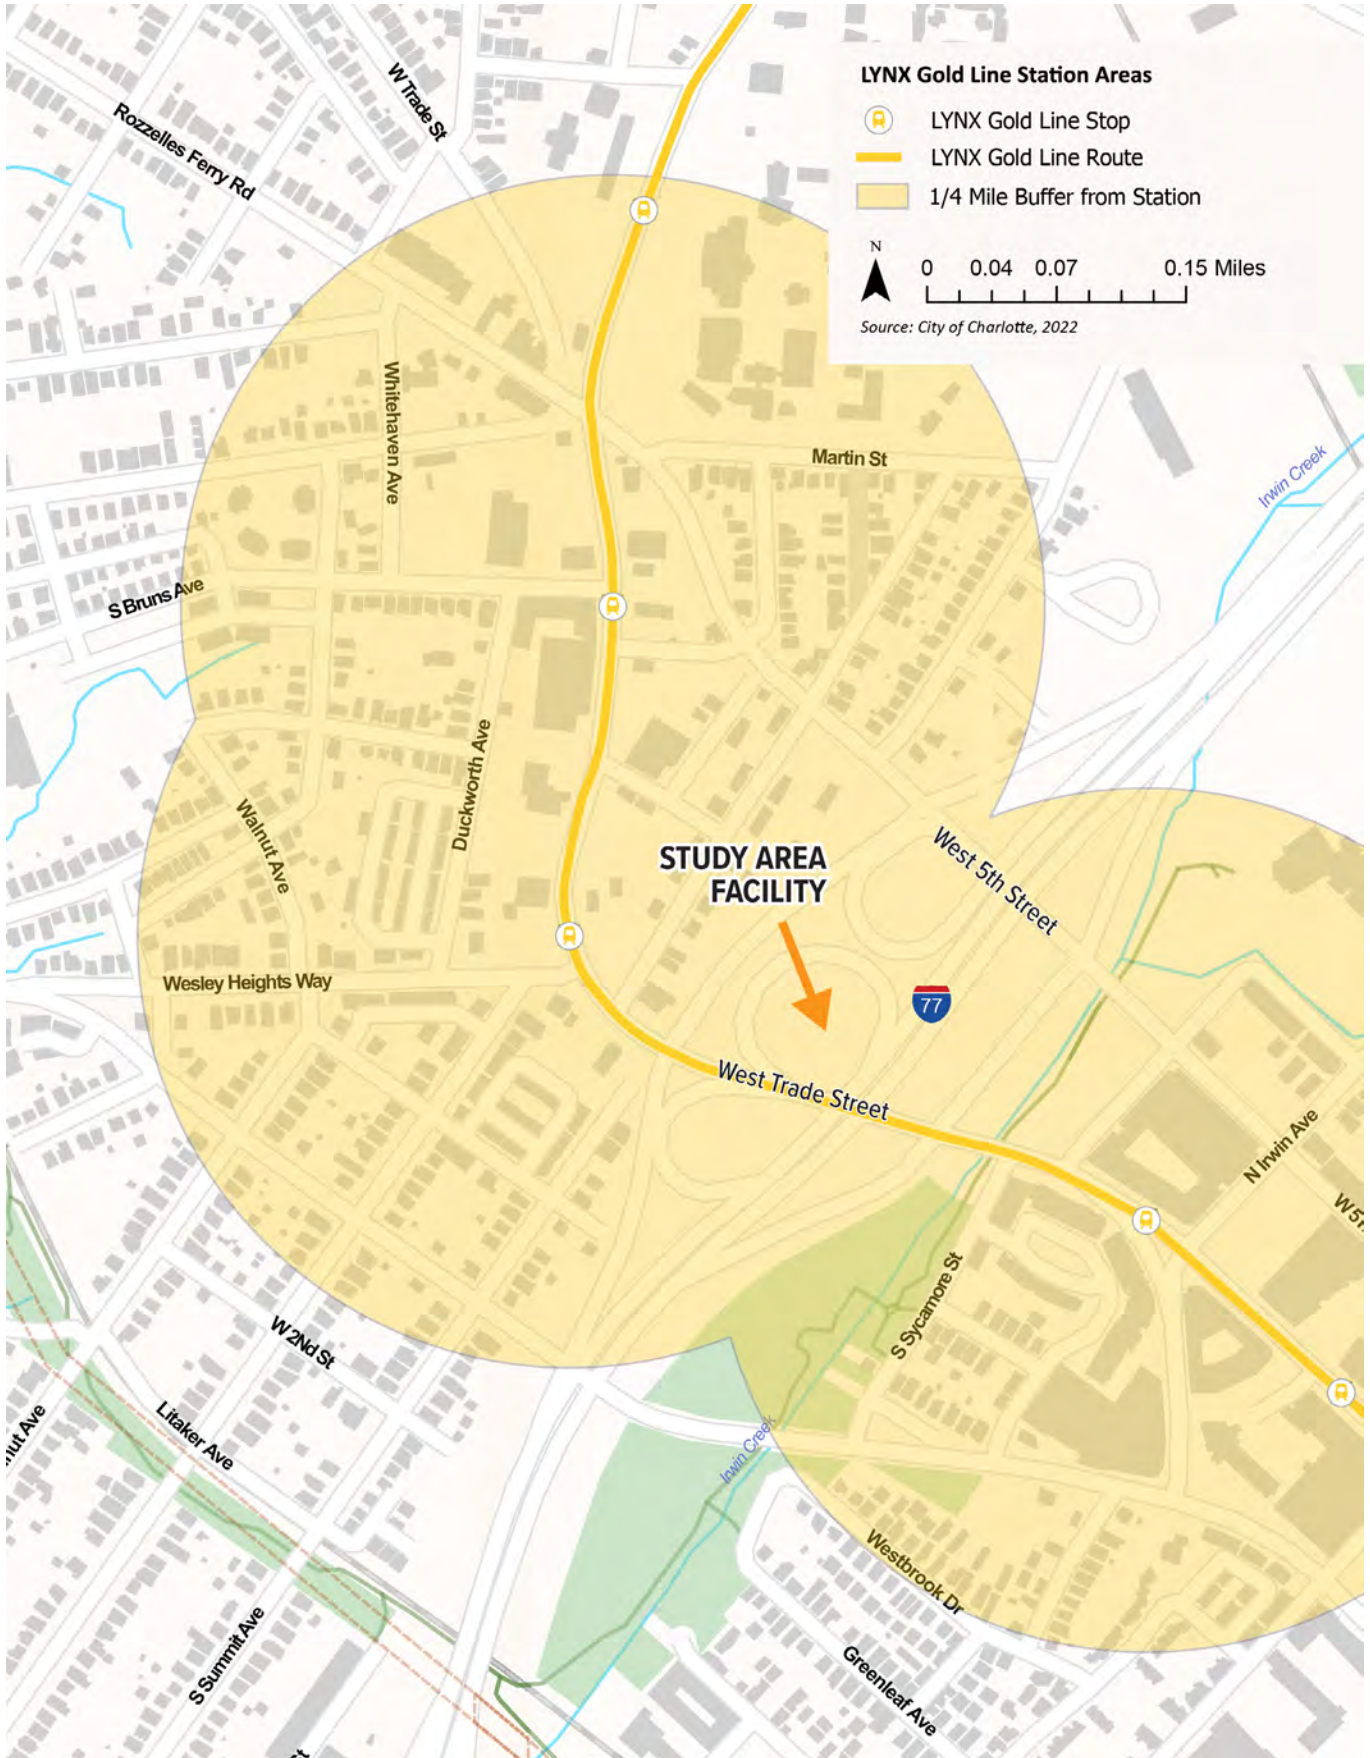 LYNX Gold Line Station Areas
LYNX Gold Line Stop
LYNX Gold Line Route
1/4 Mile Buffer from Station
N
0 0.04 0.07 0.15 Miles
Source: City of Charlotte, 2022
W Trade St
Rozzelles Ferry Rd
Whitehaven Ave
Martin St
Irwin Creek
S Bruns Ave
Duckworth Ave
Walnut Ave
STUDY AREA
FACILITY
West 5th Street
Wesley Heights Way
77
West Trade Street
N Irwin Ave
W 5T
S Sycamore St
W 2Nd St
Litaker Ave
nut Ave
Irwin Creek
Westbrook Dr
S Summit Ave
Greenleaf Ave
St